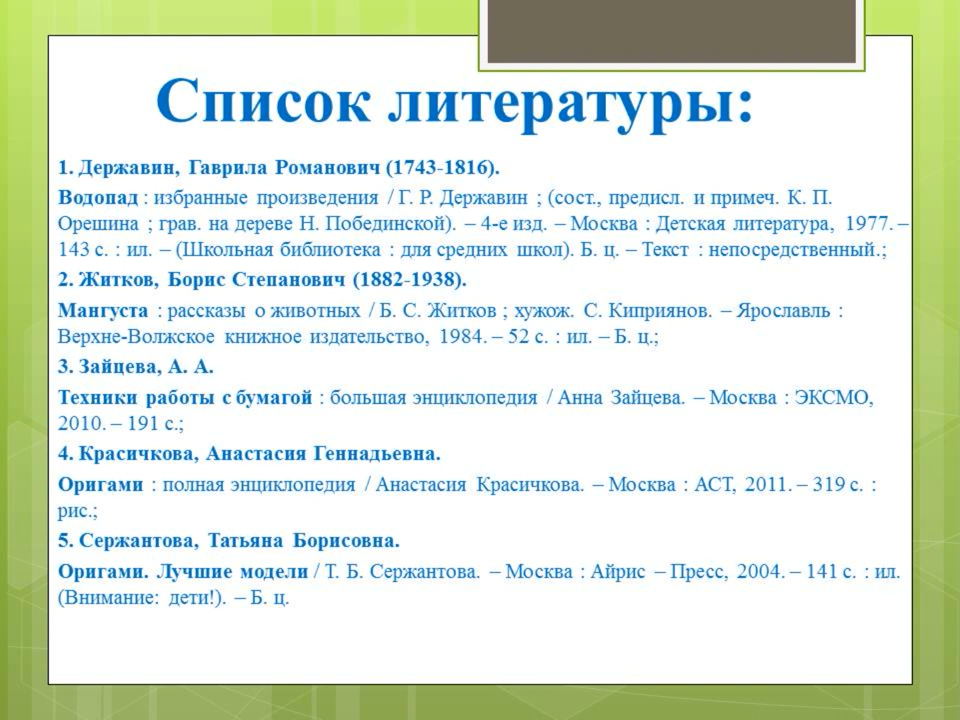 Список литературы:
1. Державин, Гаврила Романович (1743-1816).
Водопад : избранные произведения / Г. Р. Державин ; (сост., предисл. и примеч. К. П.
Орешина ; грав. на дереве Н. Побединской). – 4-е изд. – Москва : Детская литература, 1977. –
143 с. : ил. – (Школьная библиотека : для средних школ). Б. ц. – Текст : непосредственный.;
2. Житков, Борис Степанович (1882-1938).
Мангуста : рассказы о животных / Б. С. Житков ; хужож. С. Киприянов. – Ярославль :
Верхне-Волжское книжное издательство, 1984. – 52 с. : ил. – Б. ц.;
3. Зайцева, А. А.
Техники работы с бумагой : большая энциклопедия / Анна Зайцева. – Москва : ЭКСМО,
2010. – 191 с.;
4. Красичкова, Анастасия Геннадьевна.
Оригами : полная энциклопедия / Анастасия Красичкова. – Москва : АСТ, 2011. – 319 с. :
рис.;
5. Сержантова, Татьяна Борисовна.
Оригами. Лучшие модели / Т. Б. Сержантова. – Москва : Айрис – Пресс, 2004. – 141 с. : ил.
(Внимание: дети!). – Б. ц.